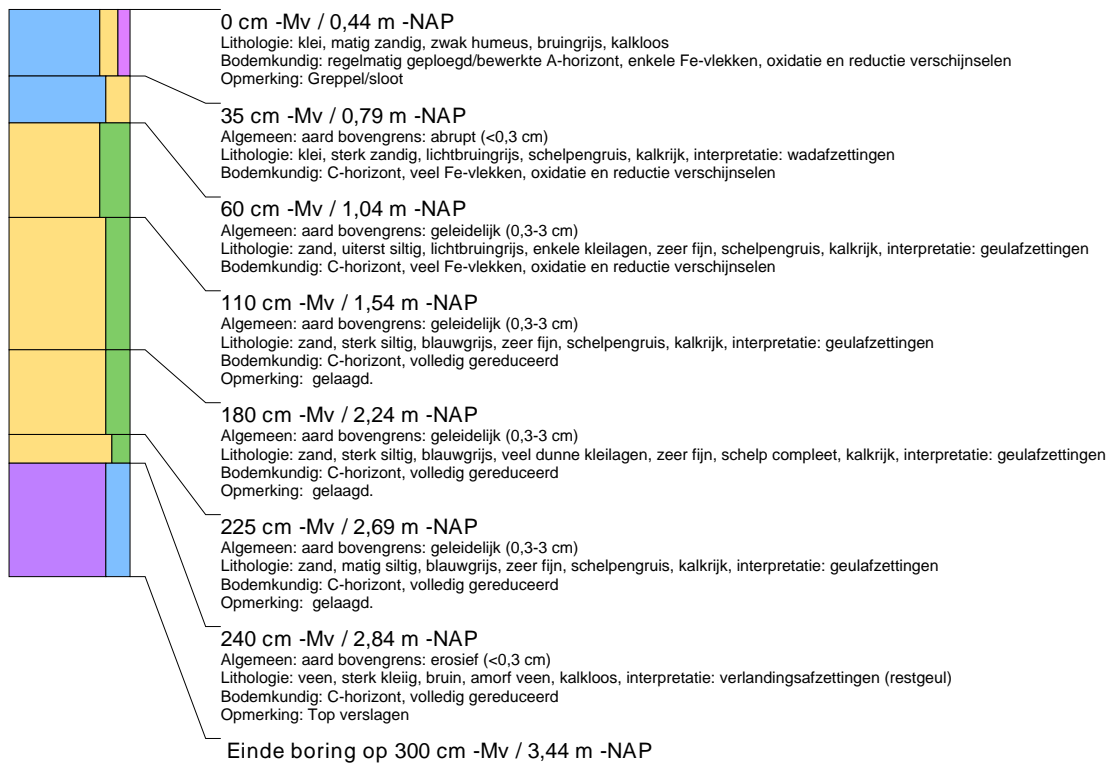 0 cm -Mv / 0,44 m -NAP
Lithologie: klei, matig zandig, zwak humeus, bruingrijs, kalkloos
Bodemkundig: regelmatig geploegd/bewerkte A-horizont, enkele Fe-vlekken, oxidatie en reductie verschijnselen
Opmerking: Greppel/sloot
35 cm -Mv / 0,79 m -NAP
Algemeen: aard bovengrens: abrupt (<0,3 cm)
Lithologie: klei, sterk zandig, lichtbruingrijs, schelpengruis, kalkrijk, interpretatie: wadafzettingen
Bodemkundig: C-horizont, veel Fe-vlekken, oxidatie en reductie verschijnselen
60 cm -Mv / 1,04 m -NAP
Algemeen: aard bovengrens: geleidelijk (0,3-3 cm)
Lithologie: zand, uiterst siltig, lichtbruingrijs, enkele kleilagen, zeer fijn, schelpengruis, kalkrijk, interpretatie: geulafzettingen
Bodemkundig: C-horizont, veel Fe-vlekken, oxidatie en reductie verschijnselen
110 cm -Mv / 1,54 m -NAP
Algemeen: aard bovengrens: geleidelijk (0,3-3 cm)
Lithologie: zand, sterk siltig, blauwgrijs, zeer fijn, schelpengruis, kalkrijk, interpretatie: geulafzettingen
Bodemkundig: C-horizont, volledig gereduceerd
Opmerking: gelaagd.
180 cm -Mv / 2,24 m -NAP
Algemeen: aard bovengrens: geleidelijk (0,3-3 cm)
Lithologie: zand, sterk siltig, blauwgrijs, veel dunne kleilagen, zeer fijn, schelp compleet, kalkrijk, interpretatie: geulafzettingen
Bodemkundig: C-horizont, volledig gereduceerd
Opmerking: gelaagd.
225 cm -Mv / 2,69 m -NAP
Algemeen: aard bovengrens: geleidelijk (0,3-3 cm)
Lithologie: zand, matig siltig, blauwgrijs, zeer fijn, schelpengruis, kalkrijk, interpretatie: geulafzettingen
Bodemkundig: C-horizont, volledig gereduceerd
Opmerking: gelaagd.
240 cm -Mv / 2,84 m -NAP
Algemeen: aard bovengrens: erosief (<0,3 cm)
Lithologie: veen, sterk kleiig, bruin, amorf veen, kalkloos, interpretatie: verlandingsafzettingen (restgeul)
Bodemkundig: C-horizont, volledig gereduceerd
Opmerking: Top verslagen
Einde boring op 300 cm -Mv / 3,44 m -NAP